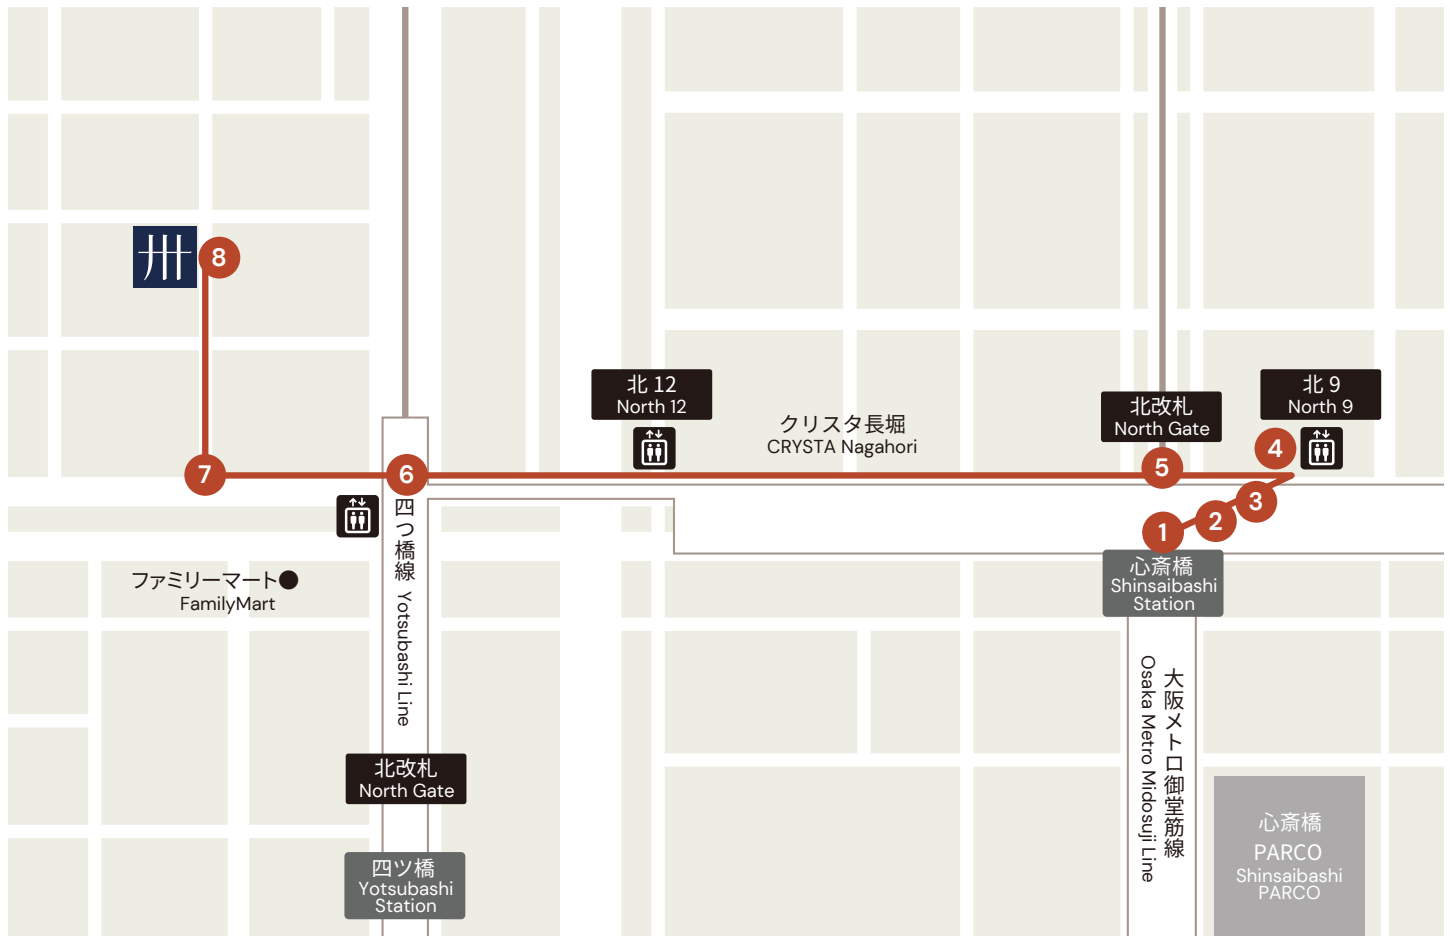 卅
8
北 12
North 12
クリスタ長堀
CRYSTA Nagahori
北改札
North Gate
北 9
North 9
7
6
5
4
3
2
1
四つ橋線
Yotsubashi Line
ファミリーマート
FamilyMart
心斎橋
Shinsaibashi
Station
大阪メトロ御堂筋線
Osaka Metro Midosuji Line
北改札
North Gate
四ツ橋
Yotsubashi
Station
心斎橋
PARCO
Shinsaibashi
PARCO